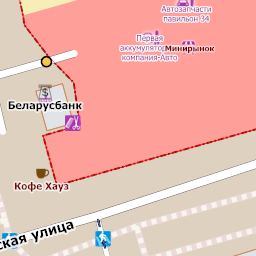 Автозапчасти
павильон 34
Первая
аккумуляторная
компания-Авто
Минирынок
Беларусбанк
Кофе Хауз
ская улица